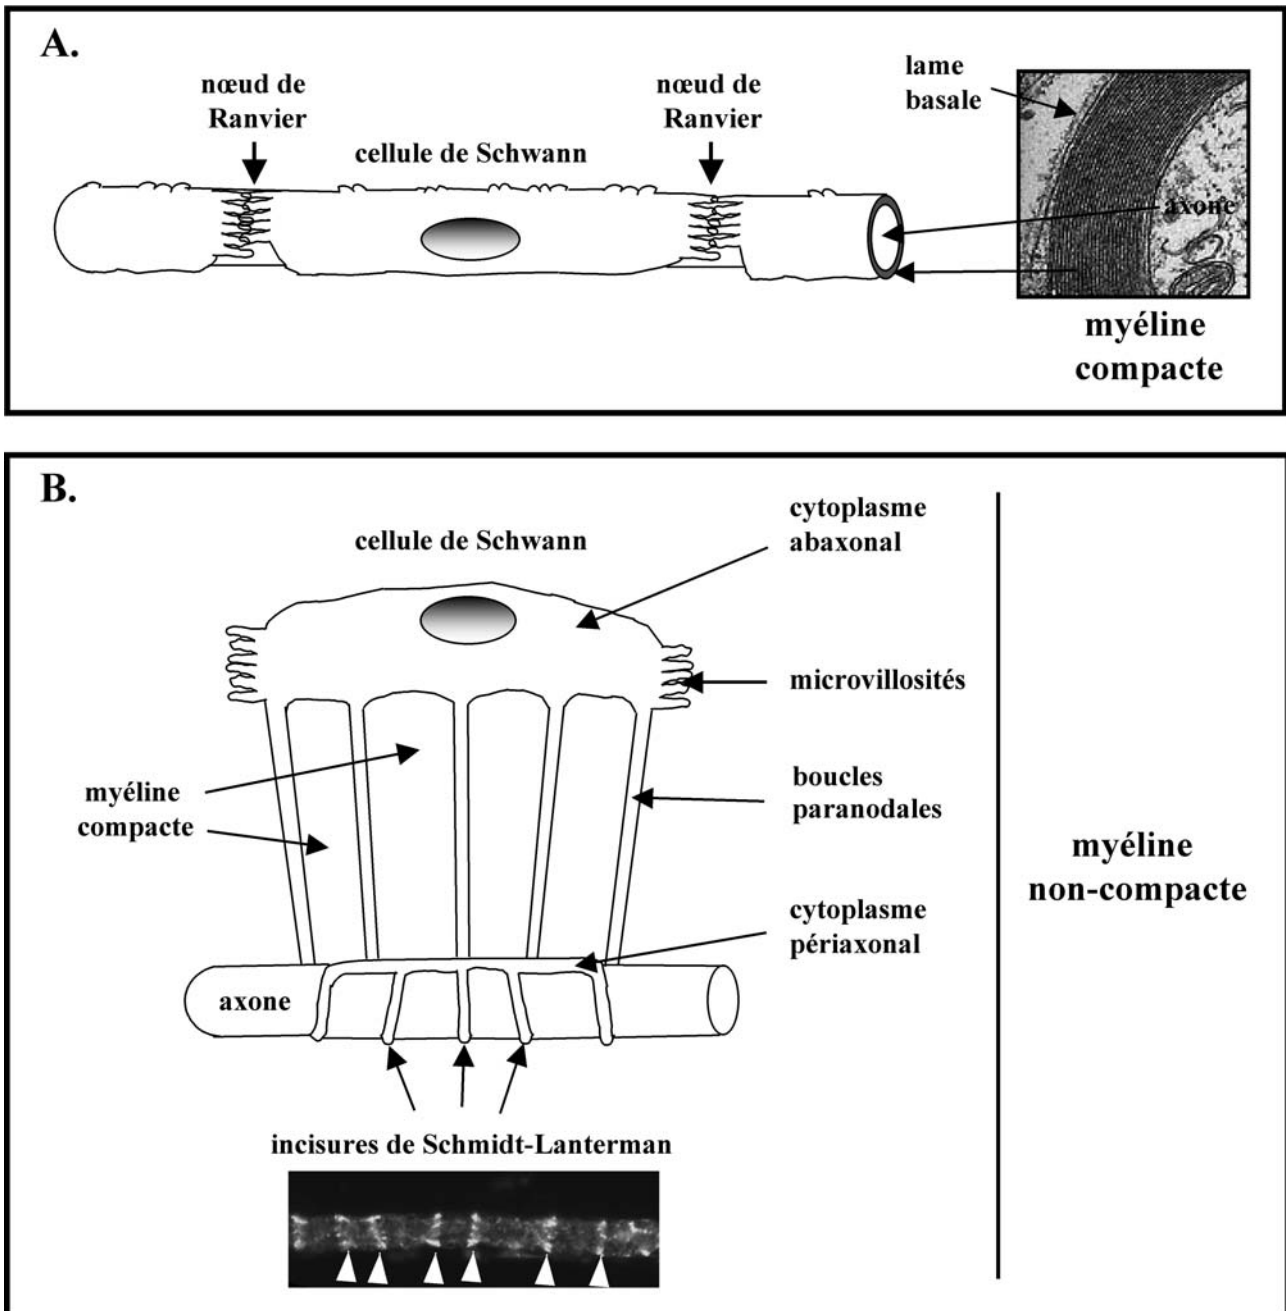 A.
nœud de
Ranvier
cellule de Schwann
nœud de
Ranvier
lame
basale
axone
myéline
compacte
B.
cellule de Schwann
cytoplasme
abaxonal
microvillosités
myéline
compacte
boucles
paranodales
cytoplasme
périaxonal
axone
incisures de Schmidt-Lanterman
myéline
non-compacte